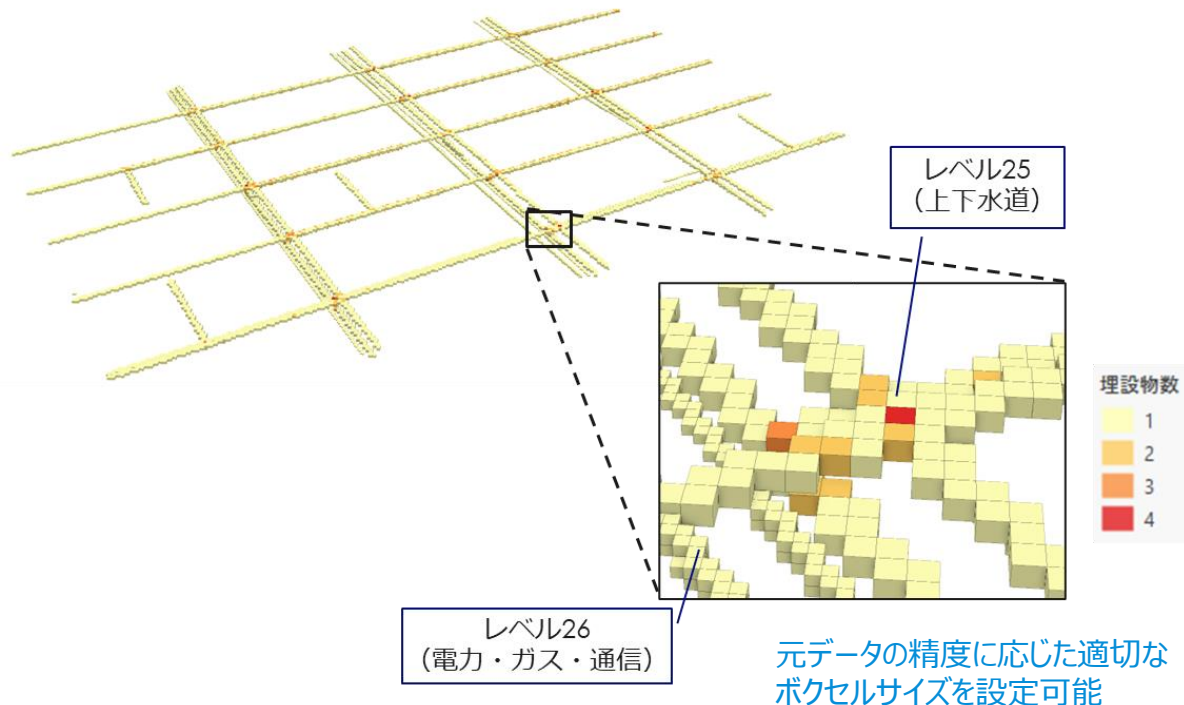 レベル25
（上下水道）
埋設物数
1
2
3
4
レベル26
（電力・ガス・通信）
元データの精度に応じた適切な
ボクセルサイズを設定可能